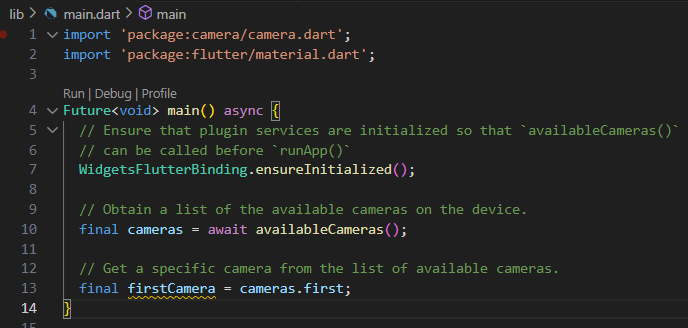 lib > main.dart > main
1 import 'package:camera/camera.dart';
2 import 'package:flutter/material.dart';
3
Run | Debug | Profile
4 Future<void> main() async {
5 // Ensure that plugin services are initialized so that `availableCameras()`
6 // can be called before `runApp()`
7 WidgetsFlutterBinding.ensureInitialized();
8
9 // Obtain a list of the available cameras on the device.
10 final cameras = await availableCameras();
11
12 // Get a specific camera from the list of available cameras.
13 final firstCamera = cameras.first;
14 }
15